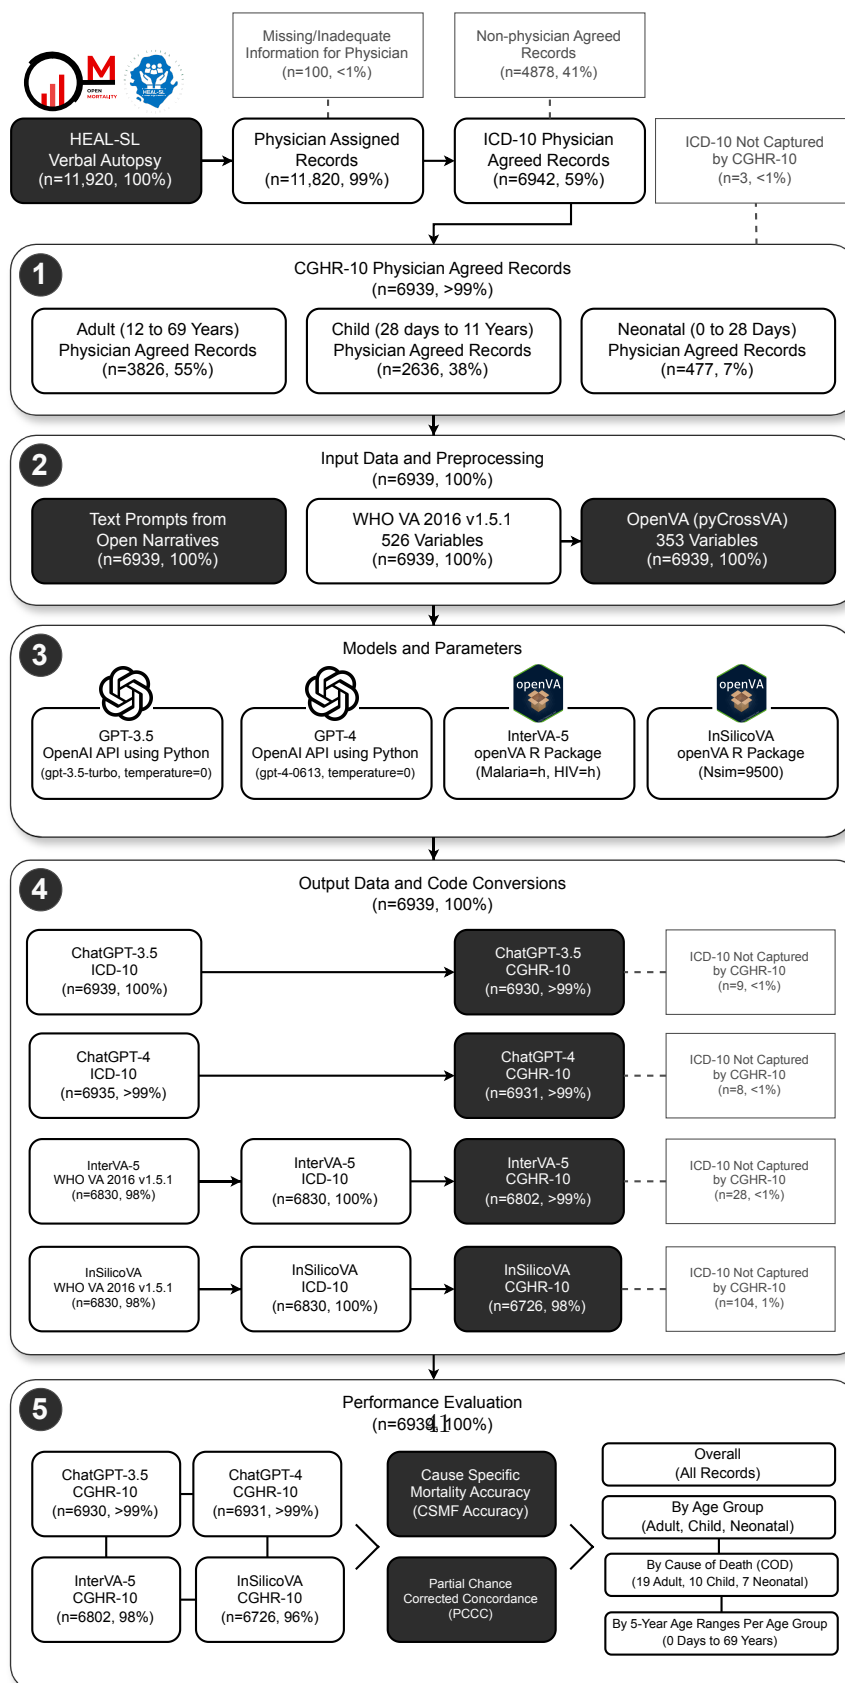 Missing/Inadequate
Information for Physician
(n=100, <1%)
Non-physician Agreed
Records
(n=4878, 41%)
M
OPEN
MORTALITY
HEAL-SL
HEAL-SL
Verbal Autopsy
(n=11,920, 100%)
Physician Assigned
Records
(n=11,820, 99%)
ICD-10 Physician
Agreed Records
(n=6942, 59%)
ICD-10 Not Captured
by CGHR-10
(n=3, <1%)
1
CGHR-10 Physician Agreed Records
(n=6939, >99%)
Adult (12 to 69 Years)
Physician Agreed Records
(n=3826, 55%)
Child (28 days to 11 Years)
Physician Agreed Records
(n=2636, 38%)
Neonatal (0 to 28 Days)
Physician Agreed Records
(n=477, 7%)
2
Input Data and Preprocessing
(n=6939, 100%)
Text Prompts from
Open Narratives
(n=6939, 100%)
WHO VA 2016 v1.5.1
526 Variables
(n=6939, 100%)
OpenVA (pyCrossVA)
353 Variables
(n=6939, 100%)
3
Models and Parameters
GPT-3.5
OpenAI API using Python
(gpt-3.5-turbo, temperature=0)
GPT-4
OpenAI API using Python
(gpt-4-0613, temperature=0)
openVA
InterVA-5
openVA R Package
(Malaria=h, HIV=h)
openVA
InSilicoVA
openVA R Package
(Nsim=9500)
4
Output Data and Code Conversions
(n=6939, 100%)
ChatGPT-3.5
ICD-10
(n=6939, 100%)
ChatGPT-3.5
CGHR-10
(n=6930, >99%)
ICD-10 Not Captured
by CGHR-10
(n=9, <1%)
ChatGPT-4
ICD-10
(n=6935, >99%)
ChatGPT-4
CGHR-10
(n=6931, >99%)
ICD-10 Not Captured
by CGHR-10
(n=8, <1%)
InterVA-5
WHO VA 2016 v1.5.1
(n=6830, 98%)
InterVA-5
ICD-10
(n=6830, 100%)
InterVA-5
CGHR-10
(n=6802, >99%)
ICD-10 Not Captured
by CGHR-10
(n=28, <1%)
InSilicoVA
WHO VA 2016 v1.5.1
(n=6830, 98%)
InSilicoVA
ICD-10
(n=6830, 100%)
InSilicoVA
CGHR-10
(n=6726, 98%)
ICD-10 Not Captured
by CGHR-10
(n=104, 1%)
5
Performance Evaluation
(n=6939, 100%)
41
ChatGPT-3.5
CGHR-10
(n=6930, >99%)
ChatGPT-4
CGHR-10
(n=6931, >99%)
InterVA-5
CGHR-10
(n=6802, 98%)
InSilicoVA
CGHR-10
(n=6726, 96%)
Cause Specific
Mortality Accuracy
(CSMF Accuracy)
Partial Chance
Corrected Concordance
(PCCC)
Overall
(All Records)
By Age Group
(Adult, Child, Neonatal)
By Cause of Death (COD)
(19 Adult, 10 Child, 7 Neonatal)
By 5-Year Age Ranges Per Age Group
(0 Days to 69 Years)